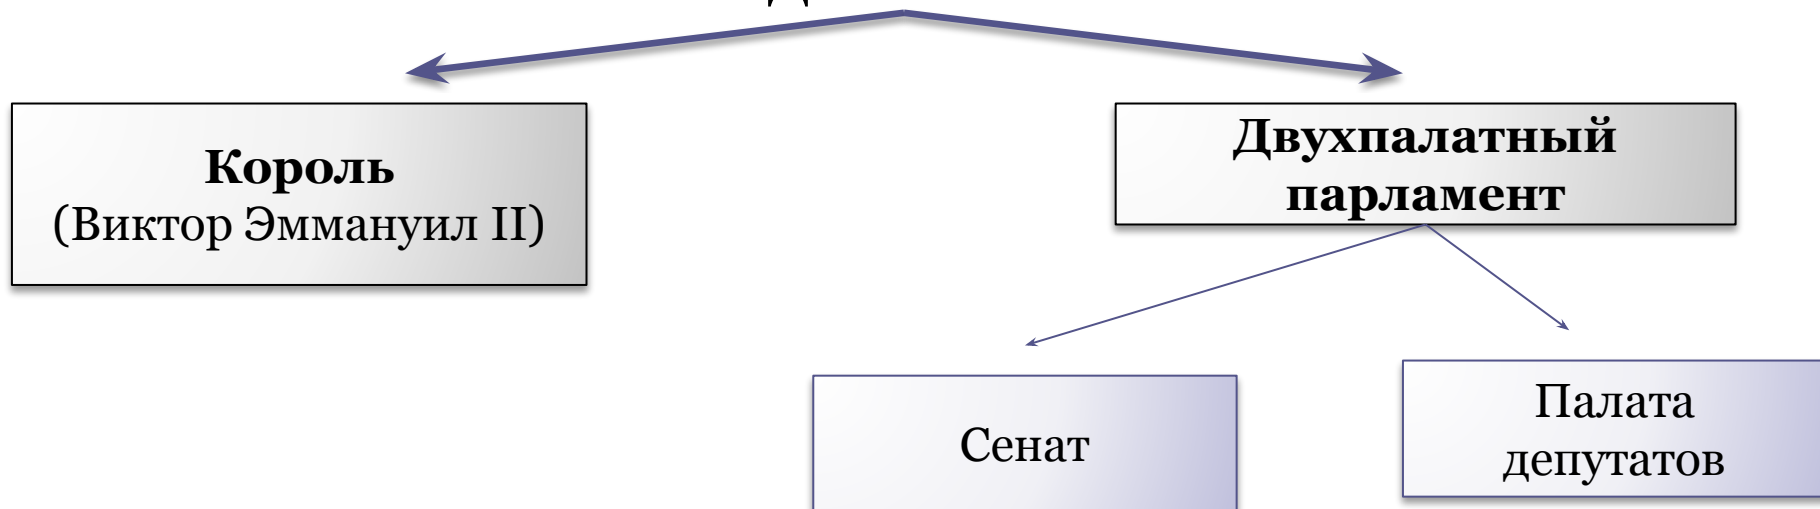 Король
(Виктор Эммануил II)
Двухпалатный
парламент
Сенат
Палата
депутатов